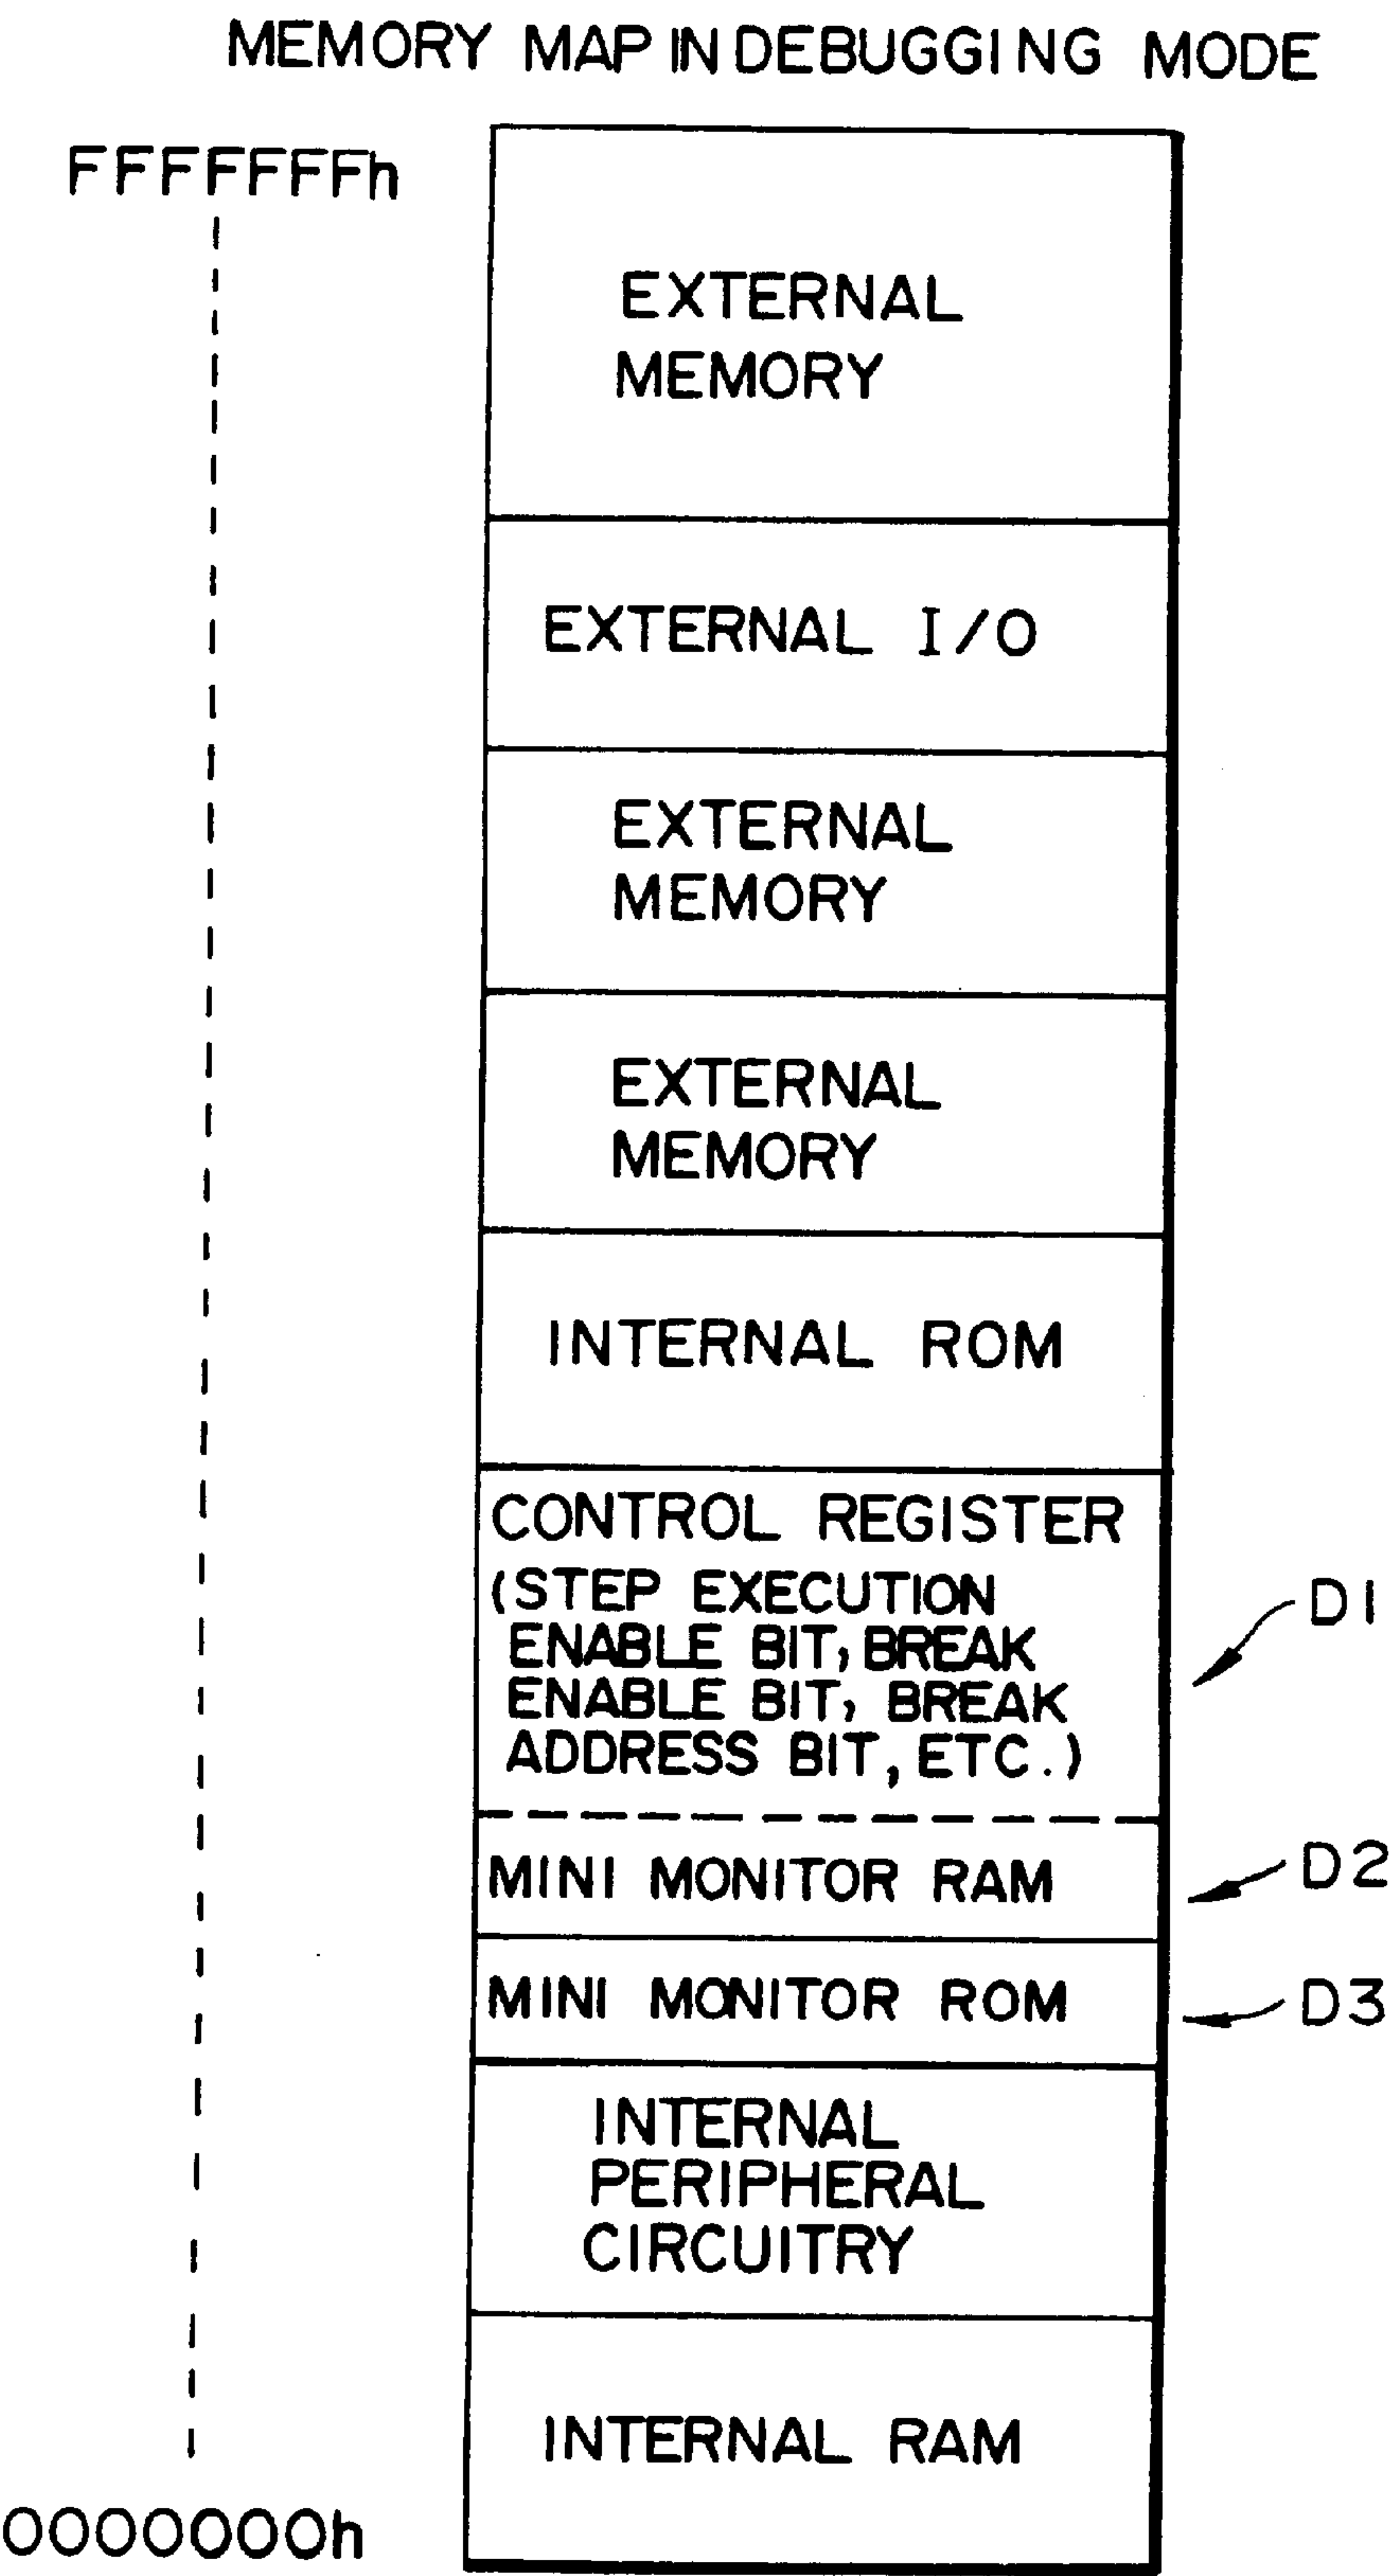 MEMORY MAP IN DEBUGGING MODE
FFFFFFFh
EXTERNAL
MEMORY
EXTERNAL I/O
EXTERNAL
MEMORY
EXTERNAL
MEMORY
INTERNAL ROM
CONTROL REGISTER
(STEP EXECUTION
ENABLE BIT, BREAK
ENABLE BIT, BREAK
ADDRESS BIT, ETC.)
D1
MINI MONITOR RAM
D2
MINI MONITOR ROM
D3
INTERNAL
PERIPHERAL
CIRCUITRY
INTERNAL RAM
0000000h